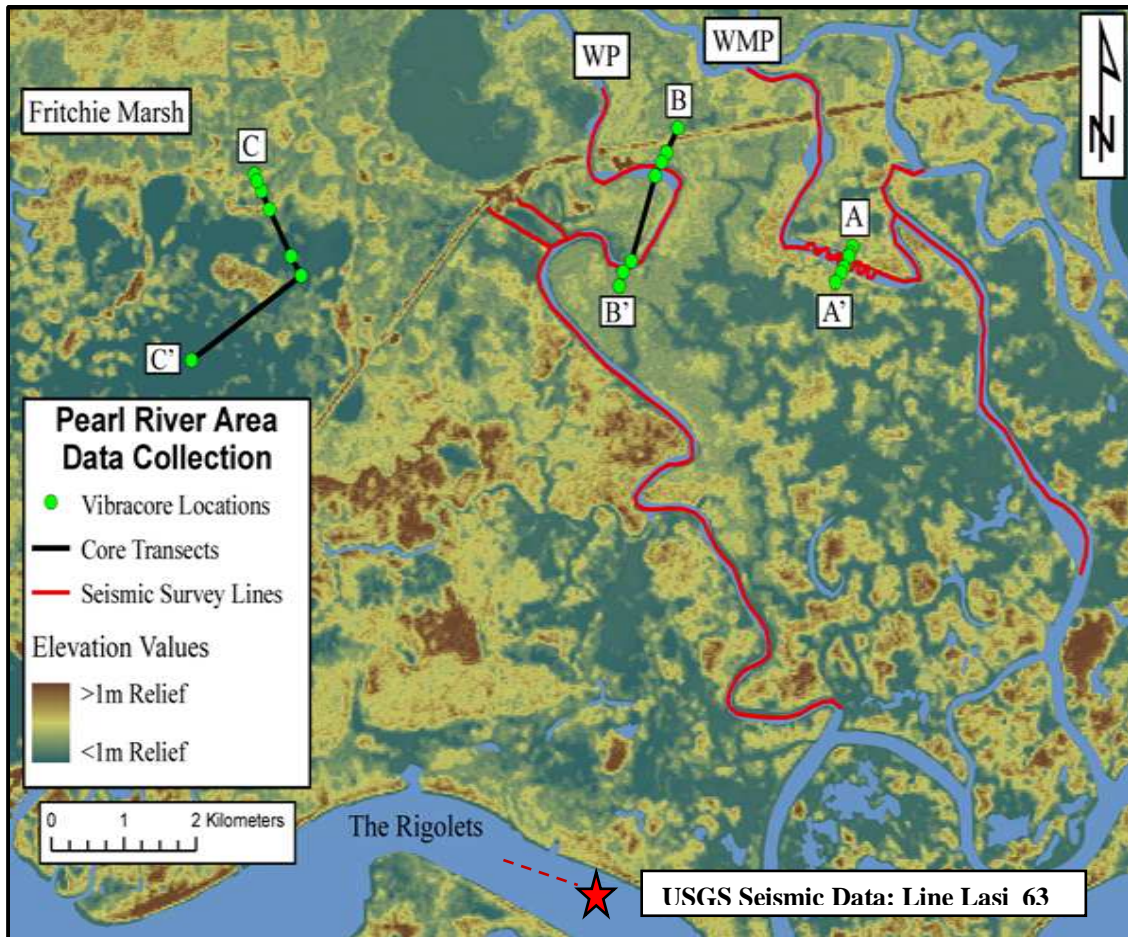 WP
WMP
N
B
Fritchie Marsh
C
A
B'
A'
C'
Pearl River Area
Data Collection
Vibracore Locations
Core Transects
Seismic Survey Lines
Elevation Values
>1m Relief
<1m Relief
0 1 2 Kilometers
The Rigolets
USGS Seismic Data: Line Lasi 63